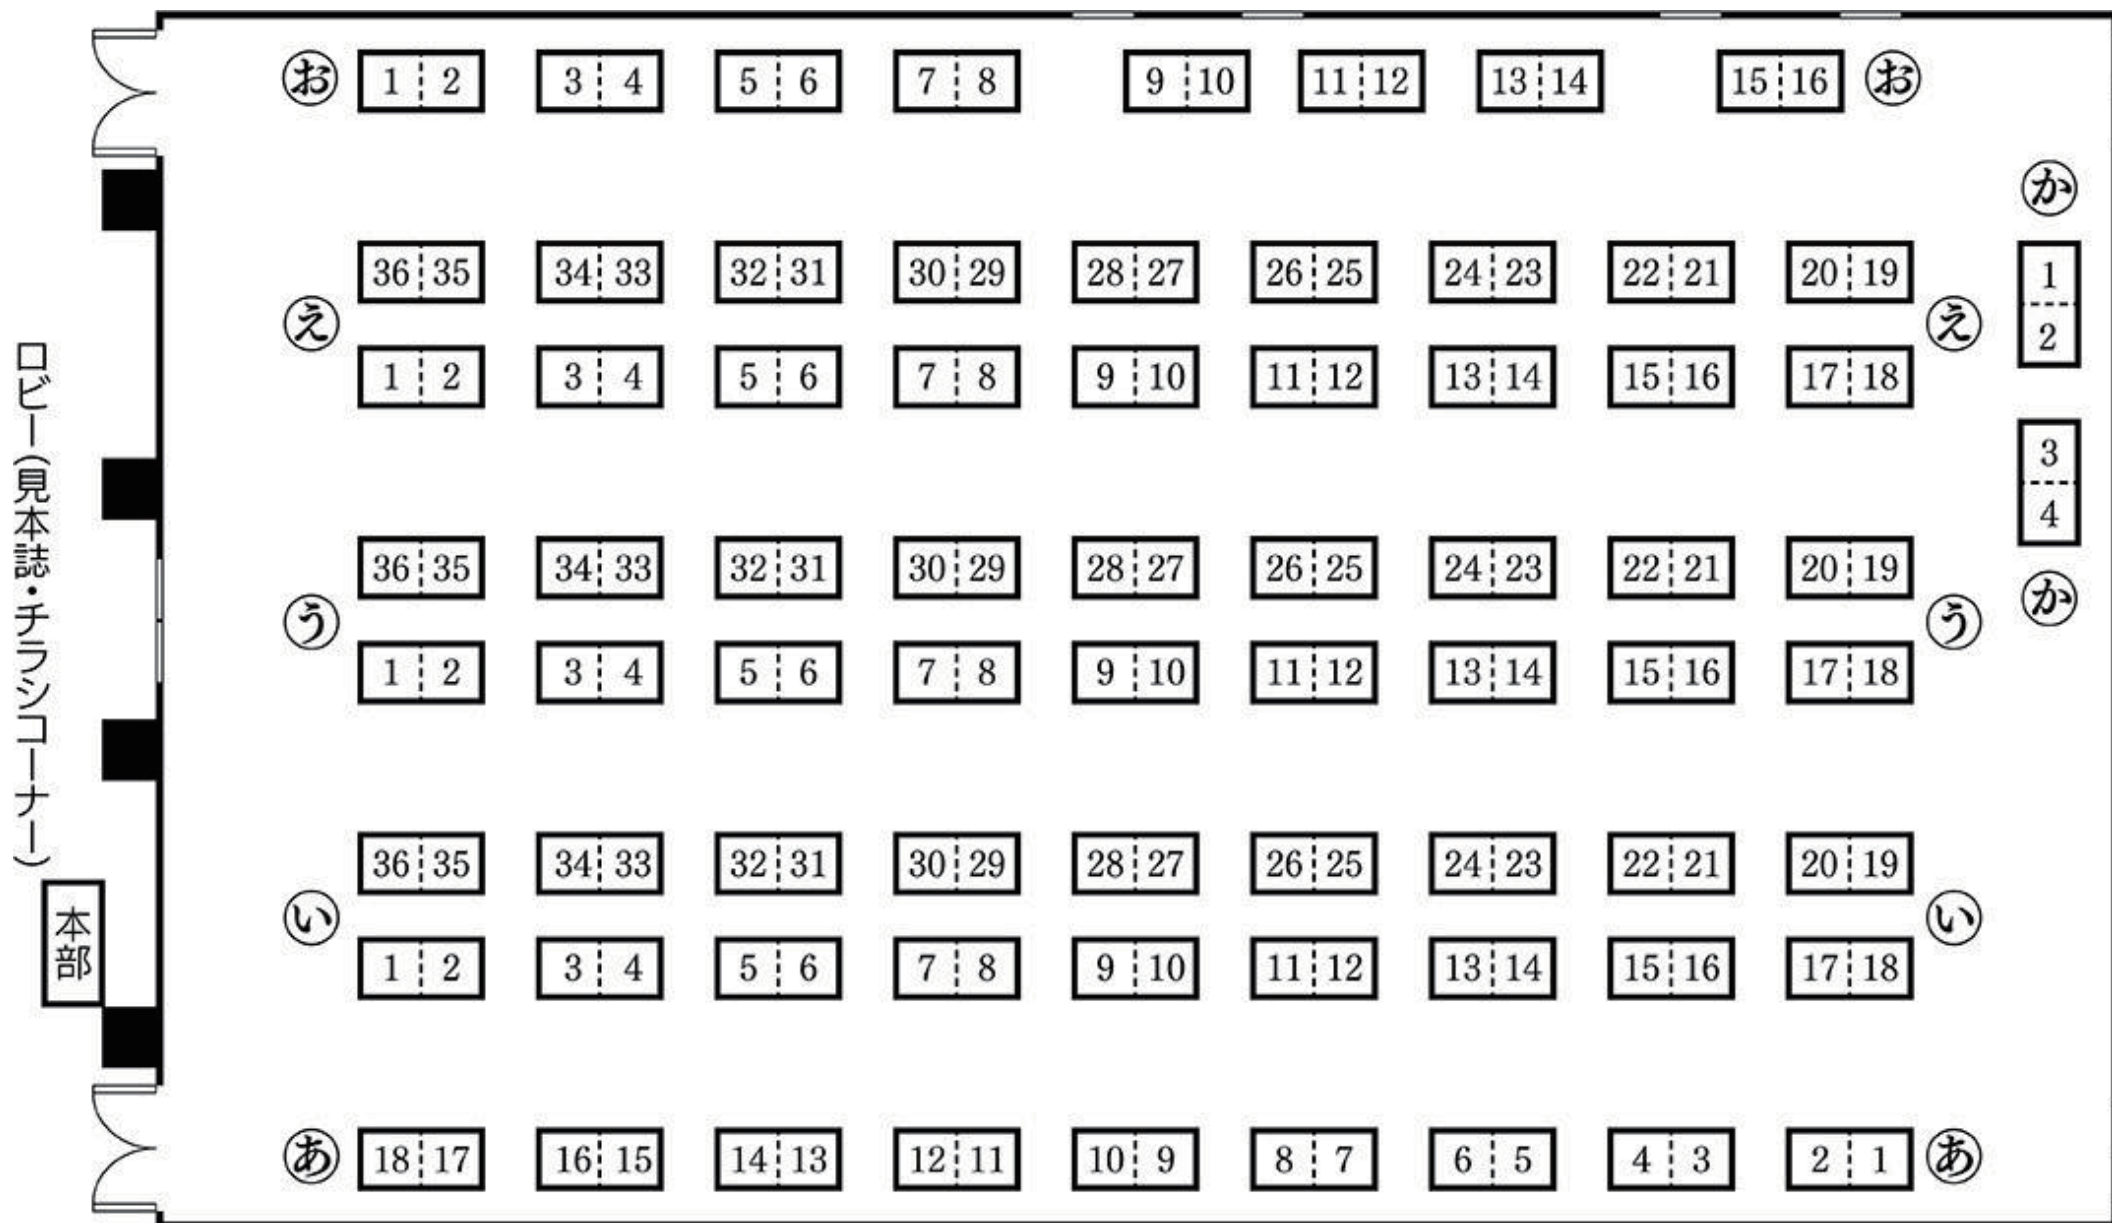 お 1 2 3 4 5 6 7 8 9 10 11 12 13 14 15 16 お
か
36 35 34 33 32 31 30 29 28 27 26 25 24 23 22 21 20 19
え え
1 2 3 4 5 6 7 8 9 10 11 12 13 14 15 16 17 18
1
2
3
4
か
36 35 34 33 32 31 30 29 28 27 26 25 24 23 22 21 20 19
う う
1 2 3 4 5 6 7 8 9 10 11 12 13 14 15 16 17 18
36 35 34 33 32 31 30 29 28 27 26 25 24 23 22 21 20 19
い い
1 2 3 4 5 6 7 8 9 10 11 12 13 14 15 16 17 18
あ 18 17 16 15 14 13 12 11 10 9 8 7 6 5 4 3 2 1 あ
ロビー(見本誌・チラシコーナー)
本部